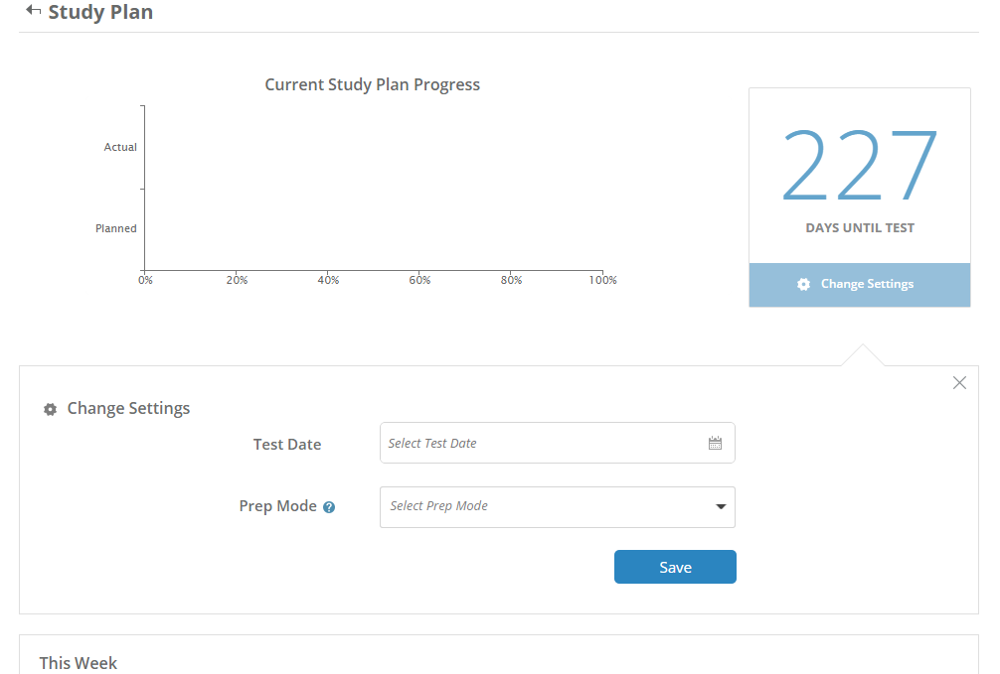 Study Plan
Current Study Plan Progress
Actual
Planned
0% 20% 40% 60% 80% 100%
227
DAYS UNTIL TEST
Change Settings
Change Settings
Test Date Select Test Date
Prep Mode ? Select Prep Mode
Save
This Week